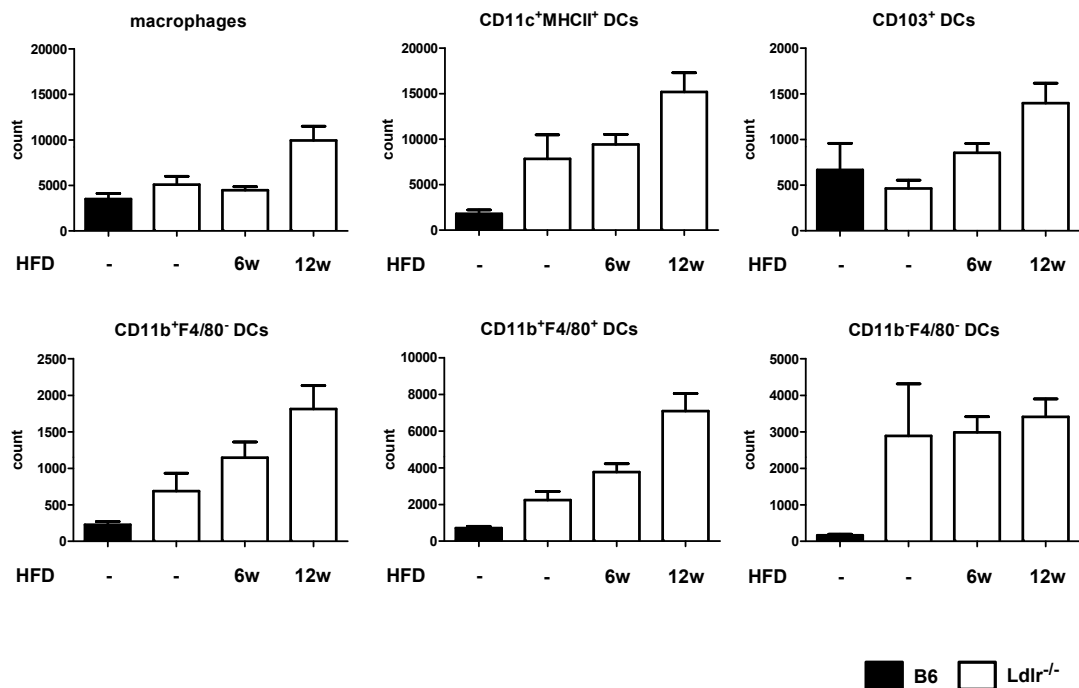 macrophages
20000
15000
10000
5000
0
count
HFD - - 6w 12w
CD11c⁺MHCII⁺ DCs
20000
15000
10000
5000
0
count
HFD - - 6w 12w
CD103⁺ DCs
2000
1500
1000
500
0
count
HFD - - 6w 12w
CD11b⁺F4/80⁻ DCs
2500
2000
1500
1000
500
0
count
HFD - - 6w 12w
CD11b⁺F4/80⁺ DCs
10000
8000
6000
4000
2000
0
count
HFD - - 6w 12w
CD11b⁻F4/80⁻ DCs
5000
4000
3000
2000
1000
0
count
HFD - - 6w 12w
B6 Ldlr⁻/⁻